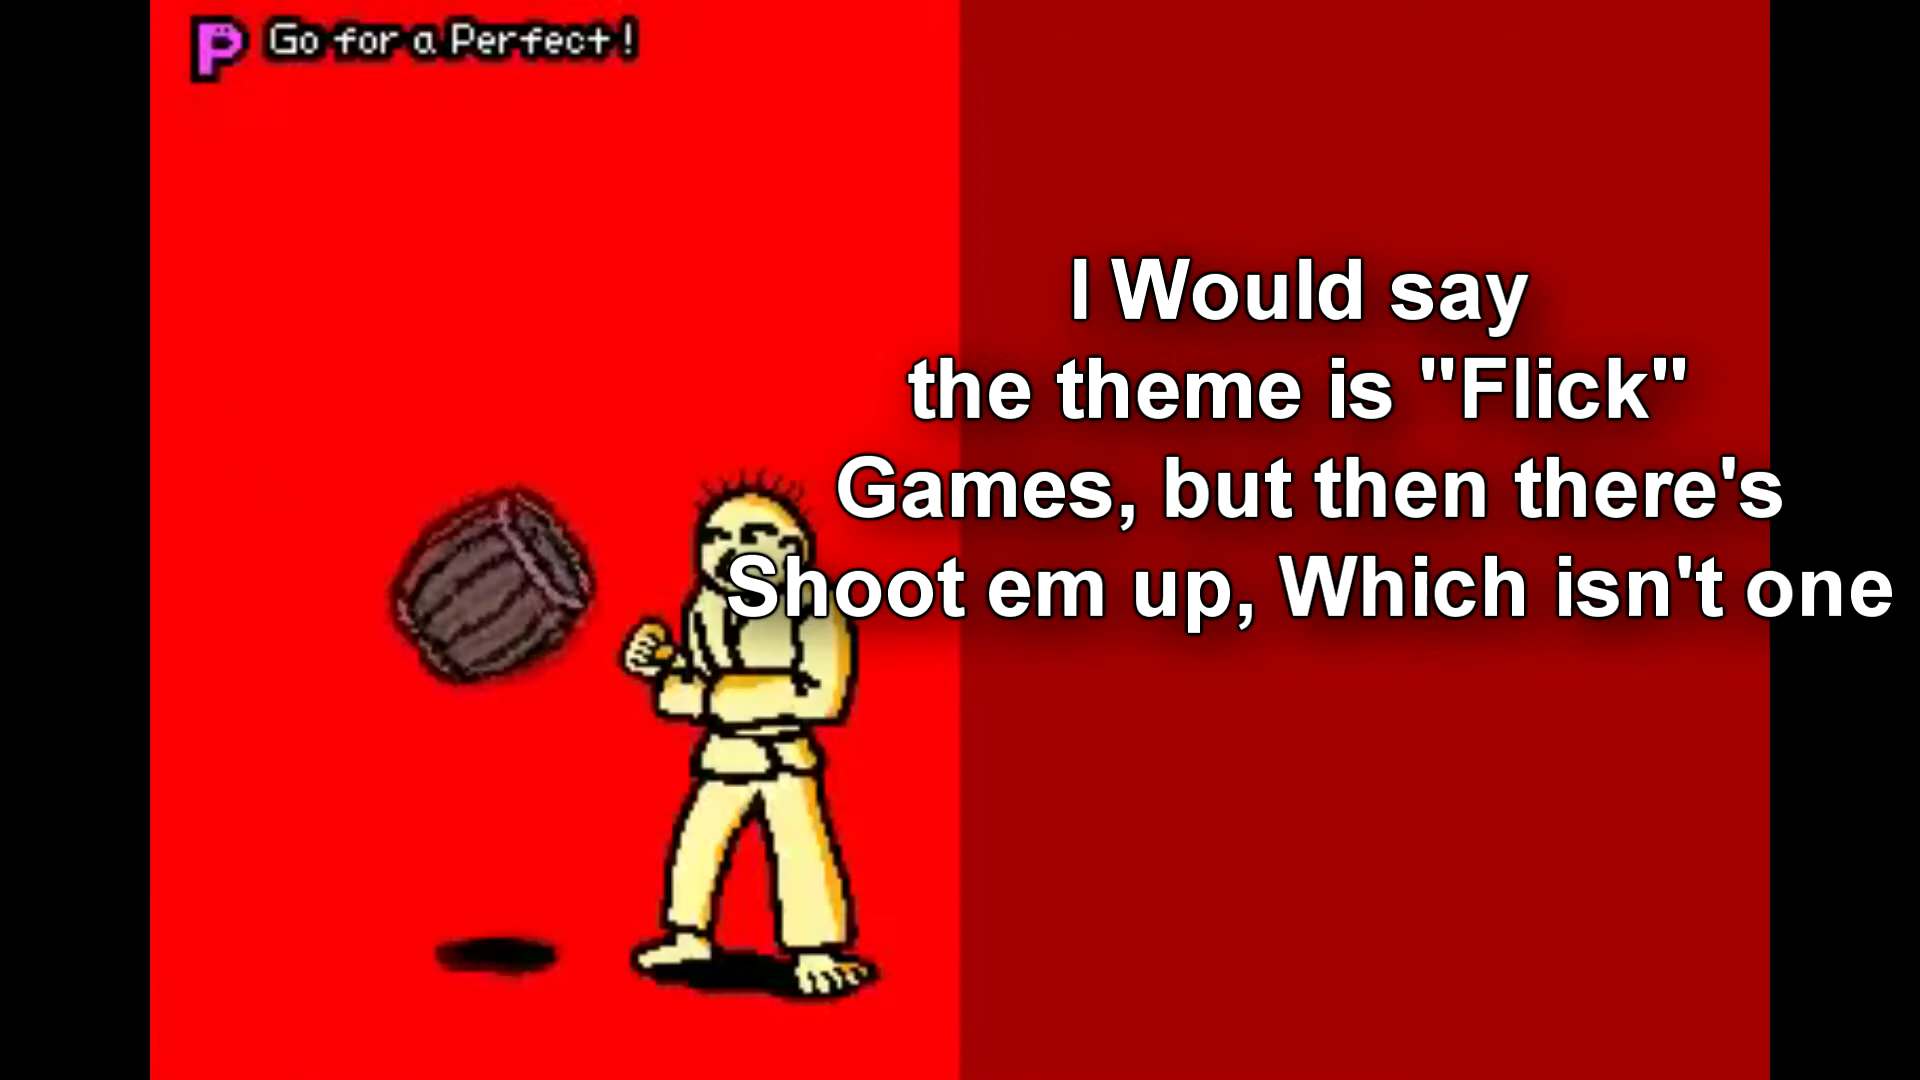 P Go for a Perfect!
I Would say
the theme is "Flick"
Games, but then there's
Shoot em up, Which isn't one